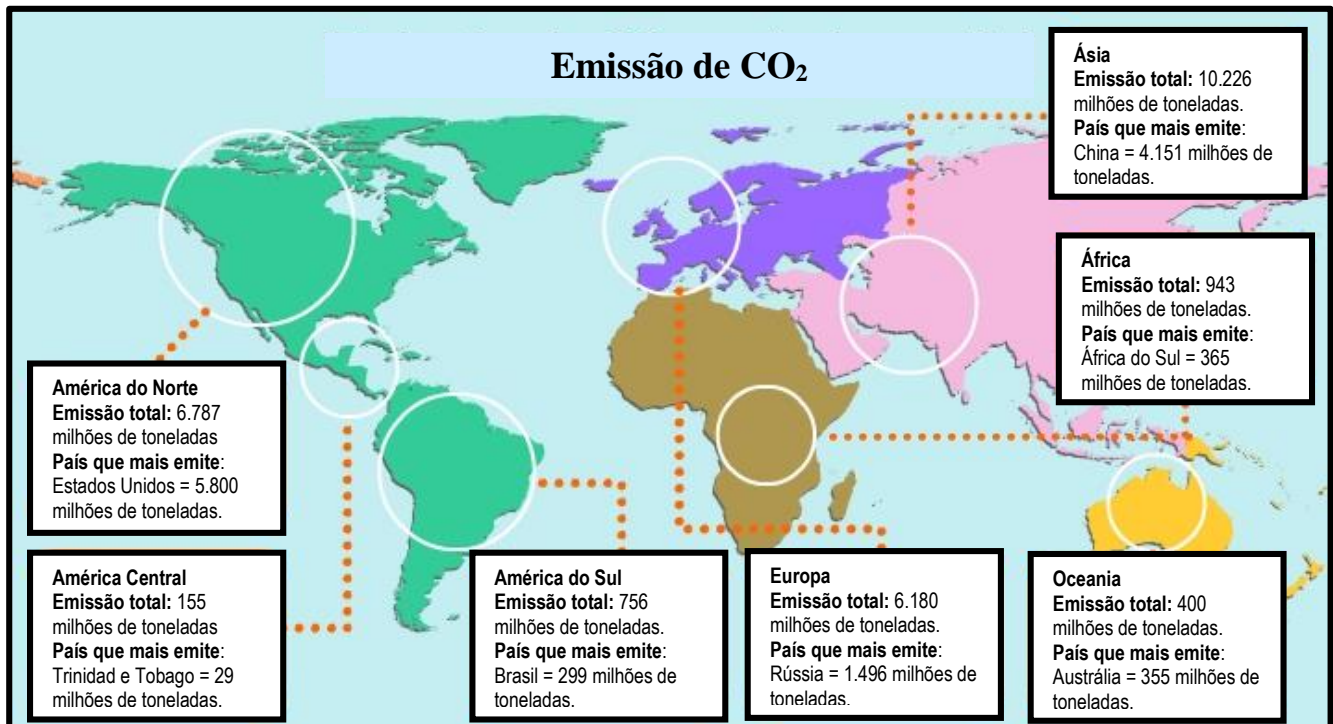 Emissão de CO₂
Ásia
Emissão total: 10.226
milhões de toneladas.
País que mais emite:
China = 4.151 milhões de
toneladas.
África
Emissão total: 943
milhões de toneladas.
País que mais emite:
África do Sul = 365
milhões de toneladas.
América do Norte
Emissão total: 6.787
milhões de toneladas
País que mais emite:
Estados Unidos = 5.800
milhões de toneladas.
América Central
Emissão total: 155
milhões de toneladas
País que mais emite:
Trinidad e Tobago = 29
milhões de toneladas.
América do Sul
Emissão total: 756
milhões de toneladas.
País que mais emite:
Brasil = 299 milhões de
toneladas.
Europa
Emissão total: 6.180
milhões de toneladas.
País que mais emite:
Rússia = 1.496 milhões de
toneladas.
Oceania
Emissão total: 400
milhões de toneladas.
País que mais emite:
Austrália = 355 milhões de
toneladas.